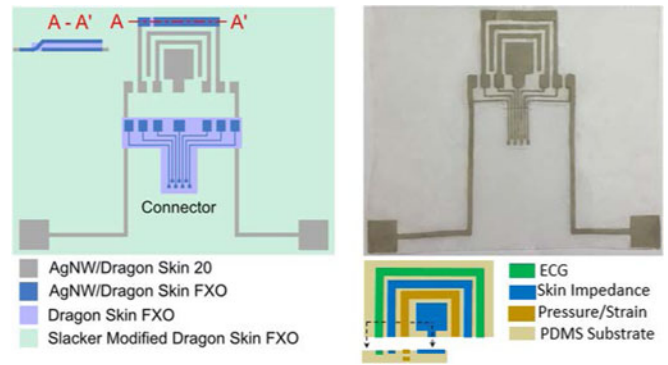 A - A'
A
A'
Connector
AgNW/Dragon Skin 20
AgNW/Dragon Skin FXO
Dragon Skin FXO
Slacker Modified Dragon Skin FXO
ECG
Skin Impedance
Pressure/Strain
PDMS Substrate